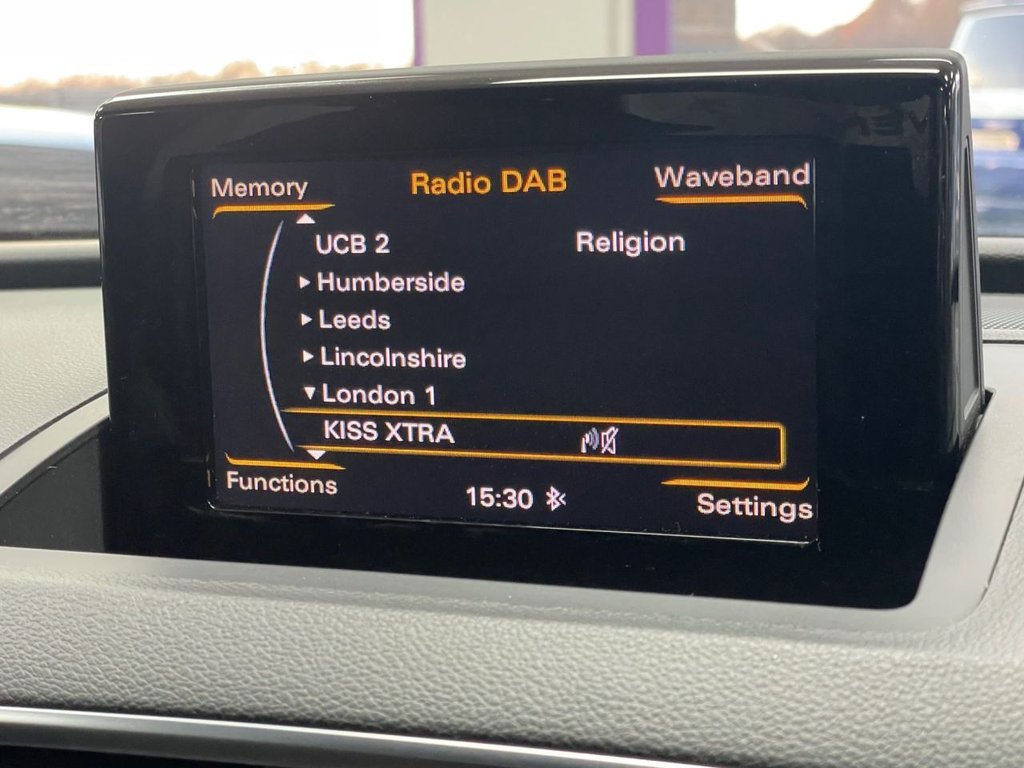 Memory Radio DAB Waveband
UCB 2 Religion
Humberside
Leeds
Lincolnshire
London 1
KISS XTRA
Functions 15:30 Settings